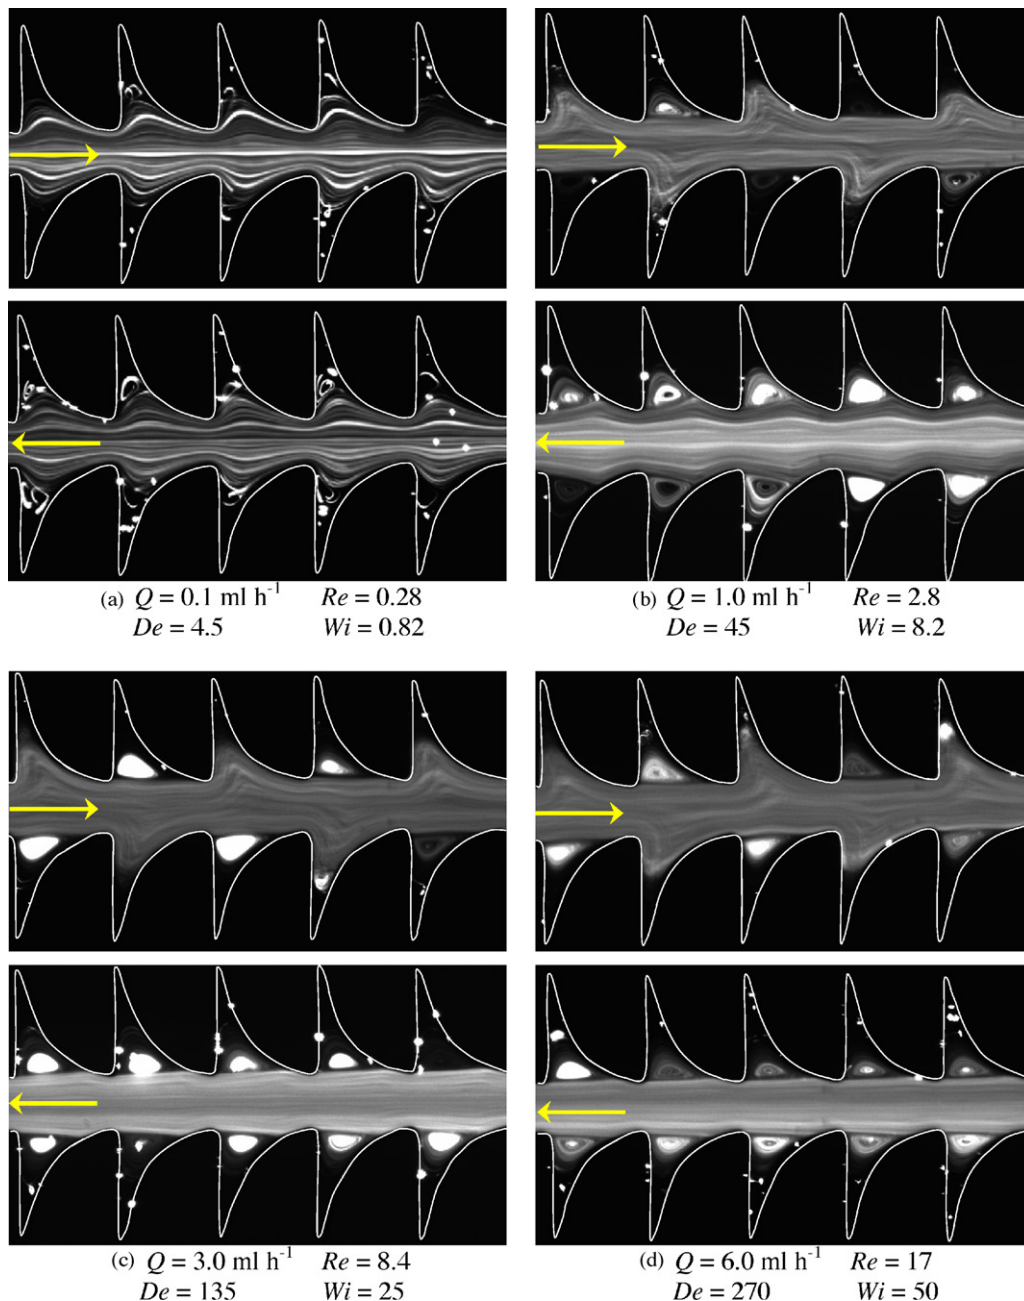 (a) Q = 0.1 ml h⁻¹ Re = 0.28
De = 4.5 Wi = 0.82
(b) Q = 1.0 ml h⁻¹ Re = 2.8
De = 45 Wi = 8.2
(c) Q = 3.0 ml h⁻¹ Re = 8.4
De = 135 Wi = 25
(d) Q = 6.0 ml h⁻¹ Re = 17
De = 270 Wi = 50